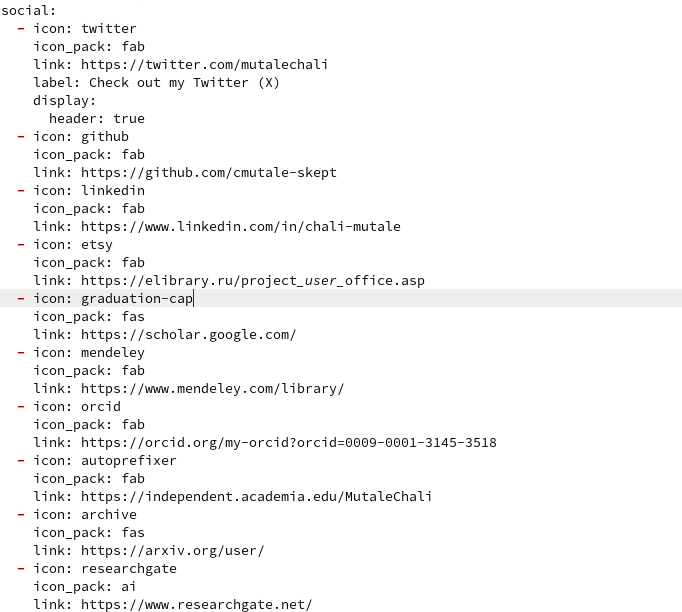 social:
  - icon: twitter
    icon_pack: fab
    link: https://twitter.com/mutalechali
    label: Check out my Twitter (X)
    display:
      header: true
  - icon: github
    icon_pack: fab
    link: https://github.com/cmutale-skept
  - icon: linkedin
    icon_pack: fab
    link: https://www.linkedin.com/in/chali-mutale
  - icon: etsy
    icon_pack: fab
    link: https://elibrary.ru/project_user_office.asp
  - icon: graduation-cap
    icon_pack: fas
    link: https://scholar.google.com/
  - icon: mendeley
    icon_pack: fab
    link: https://www.mendeley.com/library/
  - icon: orcid
    icon_pack: fab
    link: https://orcid.org/my-orcid?orcid=0009-0001-3145-3518
  - icon: autoprefixer
    icon_pack: fab
    link: https://independent.academia.edu/MutaleChali
  - icon: archive
    icon_pack: fas
    link: https://arxiv.org/user/
  - icon: researchgate
    icon_pack: ai
    link: https://www.researchgate.net/